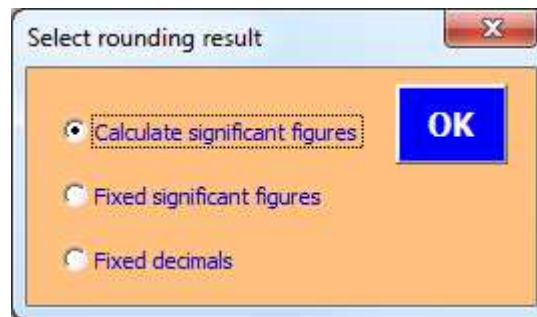 Select rounding result
Calculate significant figures
OK
Fixed significant figures
Fixed decimals